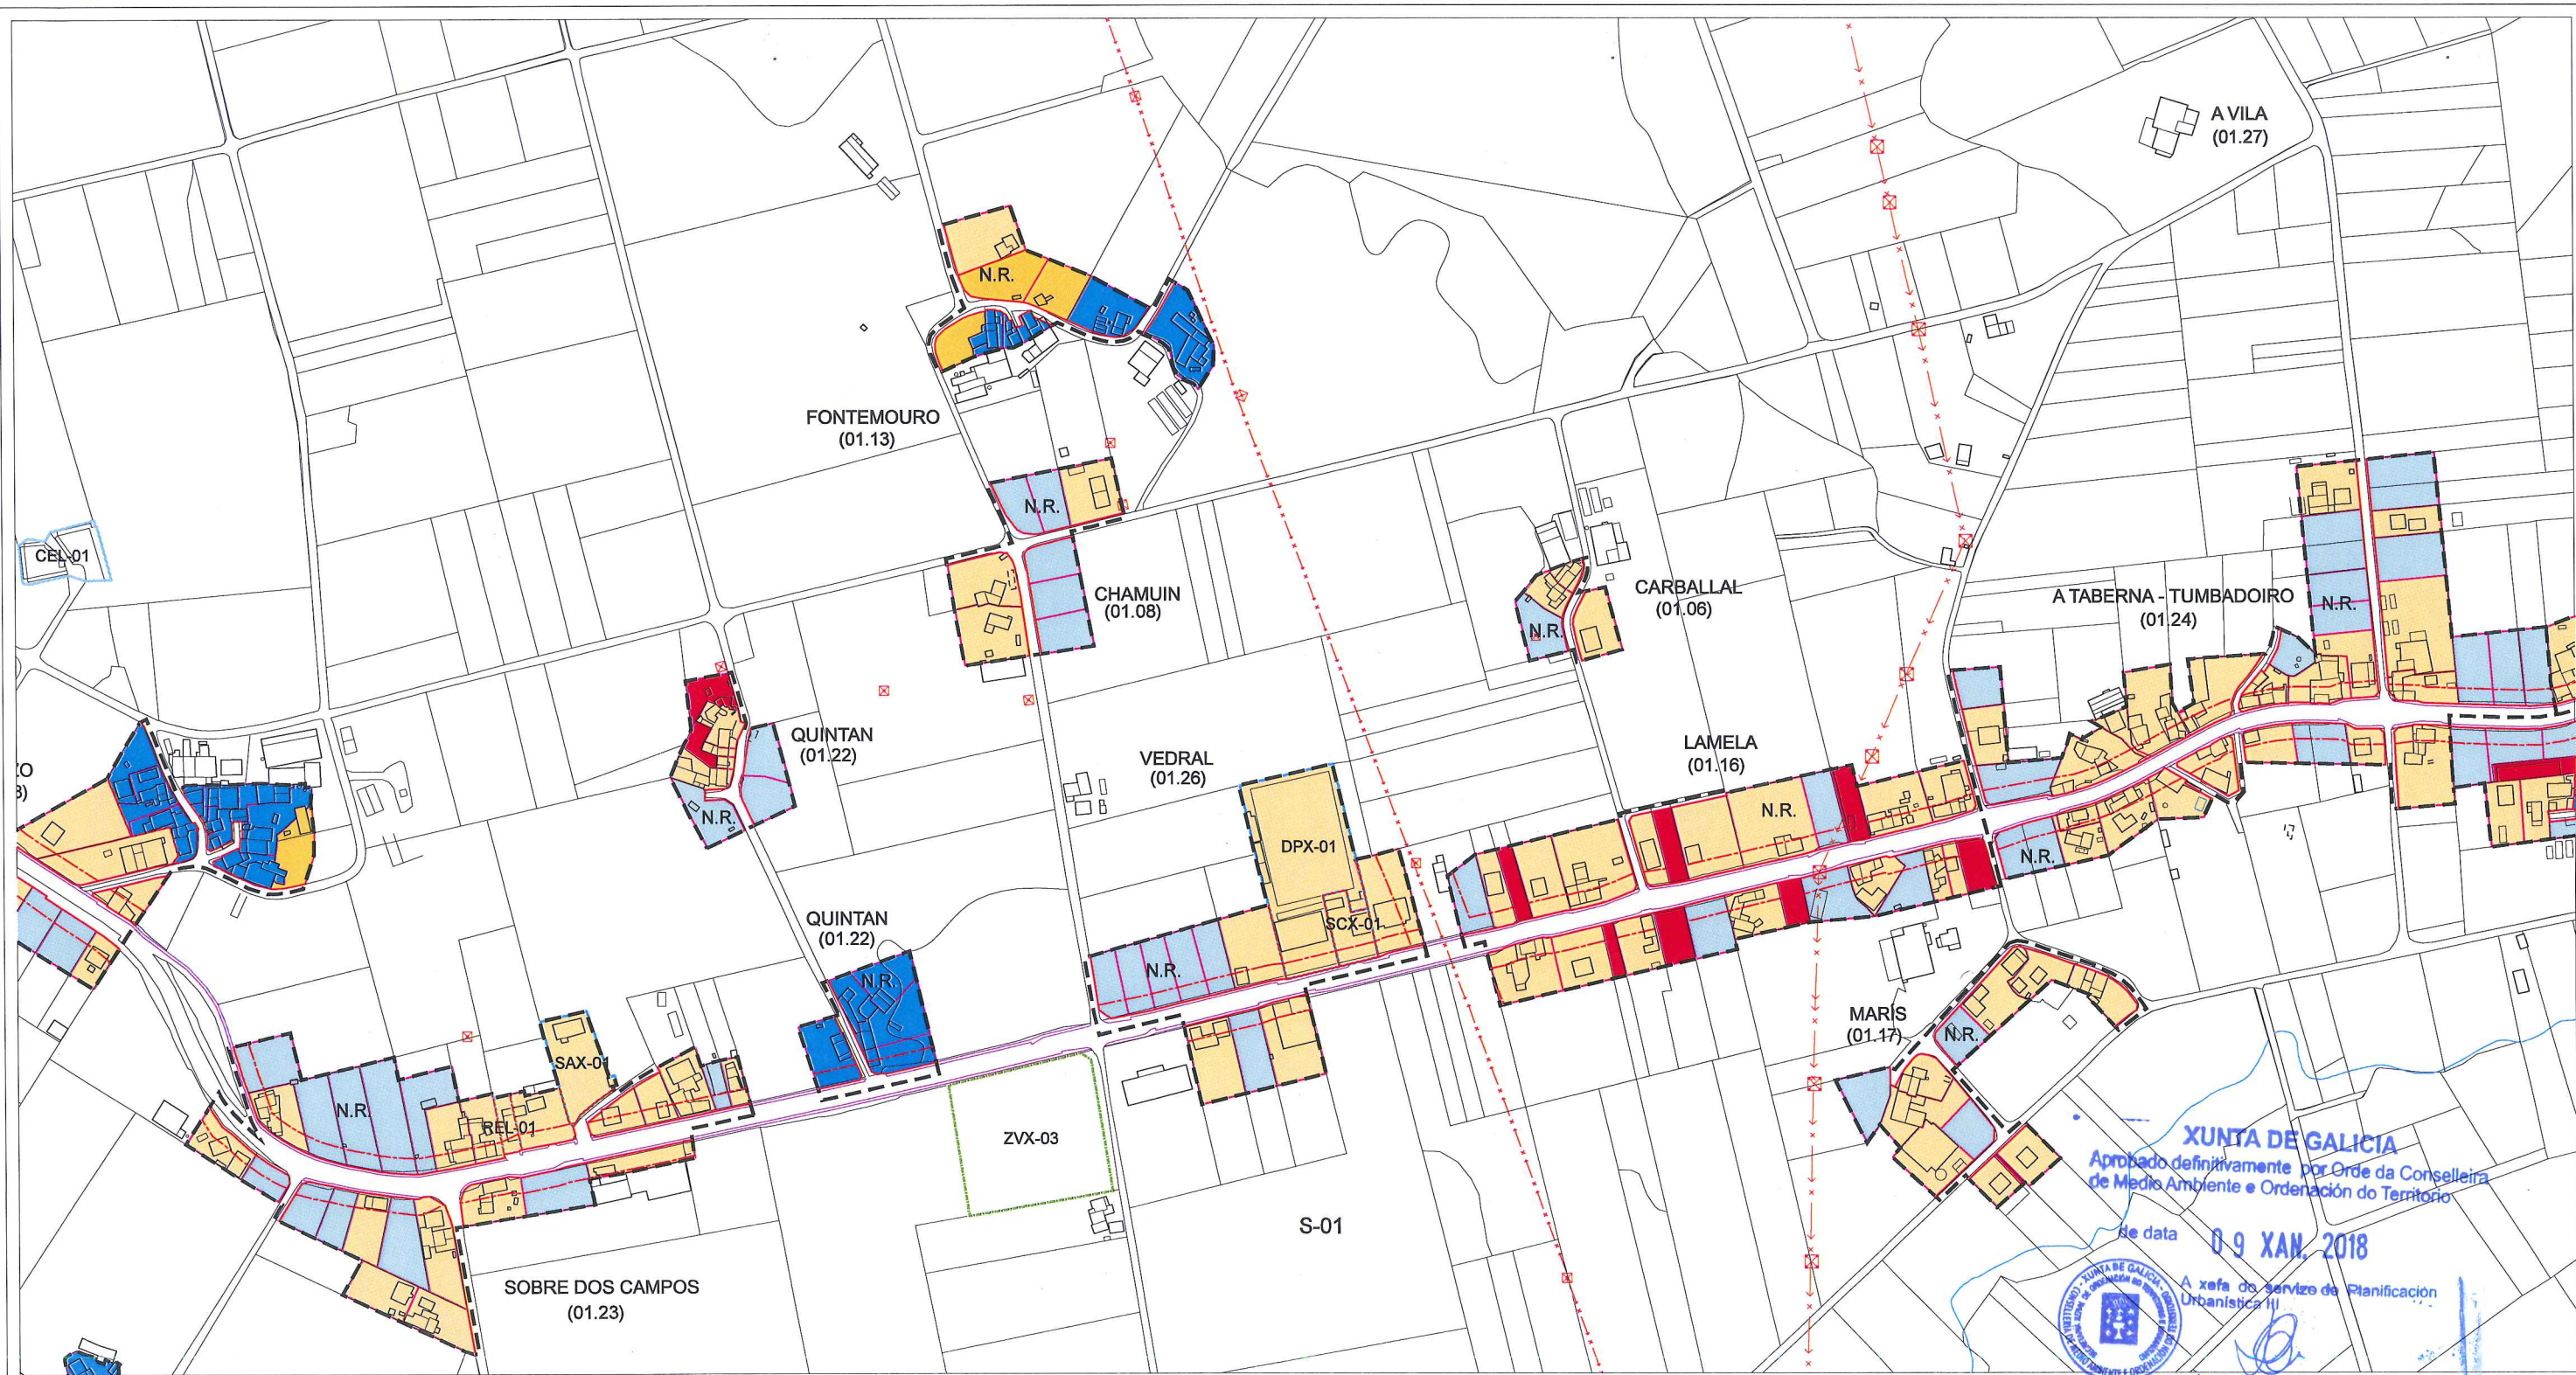 A VILA
(01.27)
N.R.
FONTEMOURO
(01.13)
N.R.
CEL-01
CHAMUIN
(01.08)
CARBALLAL
(01.06)
N.R.
A TABERNA - TUMBADOIRO
(01.24)
N.R.
QUINTAN
(01.22)
N.R.
VEDRAL
(01.26)
LAMELA
(01.16)
N.R.
DPX-01
SCX-01
N.R.
N.R.
QUINTAN
(01.22)
N.R.
MARÍS
(01.17)
N.R.
SAX-01
N.R.
REL-01
ZVX-03
S-01
SOBRE DOS CAMPOS
(01.23)
XUNTA DE GALICIA
Aprobado definitivamente por Orde da Conselleira
de Medio Ambiente e Ordenación do Territorio
de data 09 XAN. 2018
A xefa do servizo de Planificación
Urbanística III